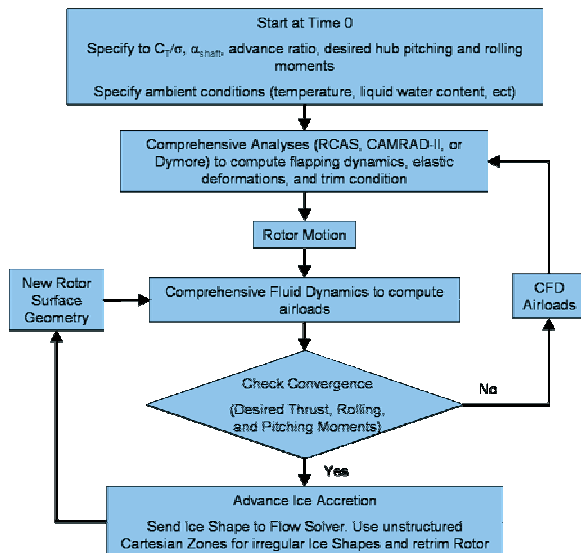 Start at Time 0
Specify to C_T/σ, α_shaft, advance ratio, desired hub pitching and rolling
moments
Specify ambient conditions (temperature, liquid water content, ect)
Comprehensive Analyses (RCAS, CAMRAD-II, or
Dymore) to compute flapping dynamics, elastic
deformations, and trim condition
Rotor Motion
New Rotor
Surface
Geometry
Comprehensive Fluid Dynamics to compute
airloads
CFD
Airloads
Check Convergence
(Desired Thrust, Rolling,
and Pitching Moments)
No
Yes
Advance Ice Accretion
Send Ice Shape to Flow Solver. Use unstructured
Cartesian Zones for irregular Ice Shapes and retrim Rotor